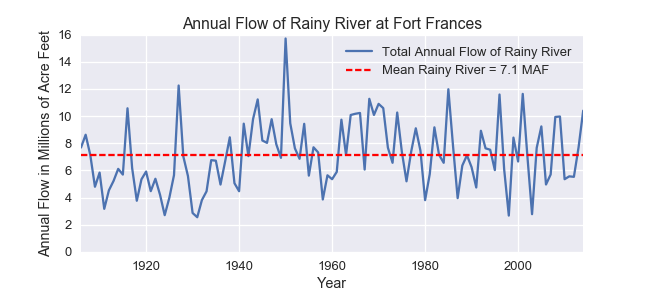 Annual Flow of Rainy River at Fort Frances
Annual Flow in Millions of Acre Feet
16
14
12
10
8
6
4
2
0
Total Annual Flow of Rainy River
Mean Rainy River = 7.1 MAF
1920
1940
1960
1980
2000
Year